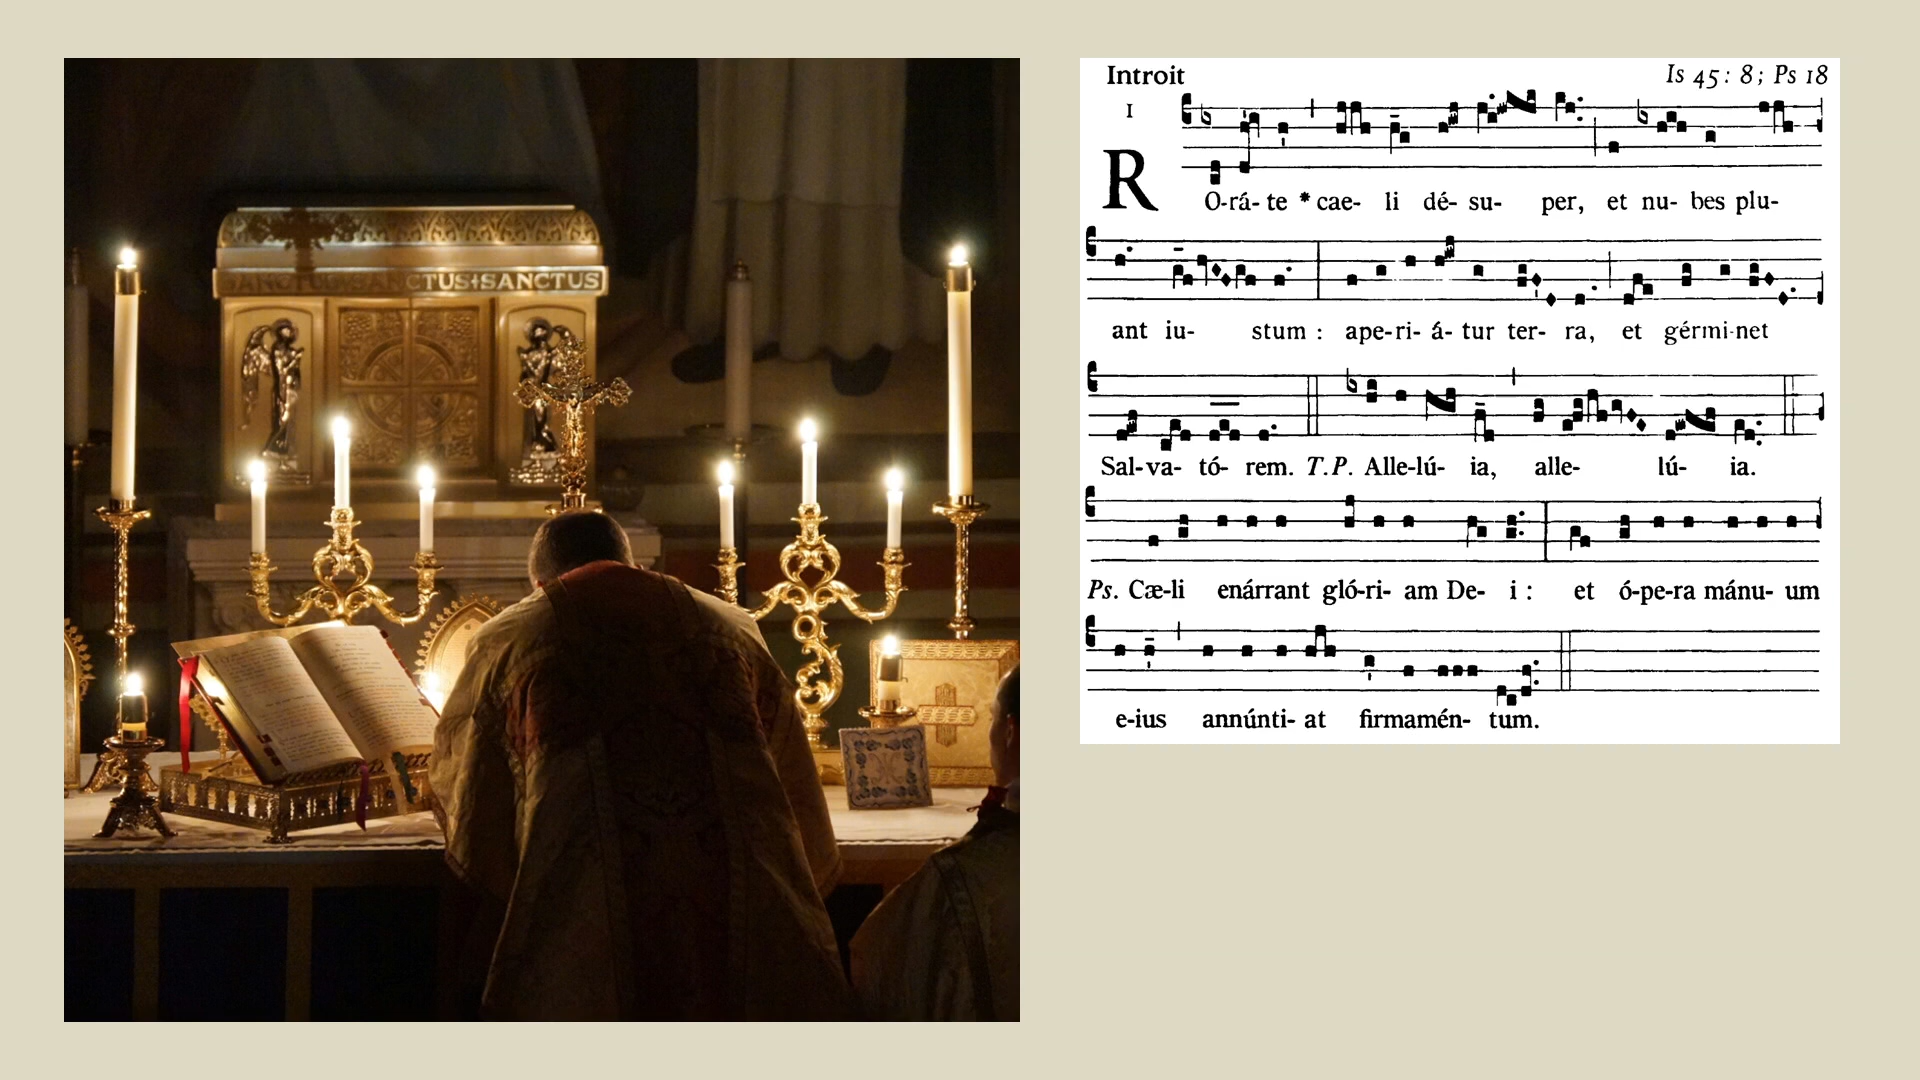 SANCTUS+SANCTUS+SANCTUS
Introit Is 45: 8; Ps 18
I
RO-rá- te * cae- li dé- su- per, et nu- bes plu-
ant iu- stum : ape-ri- á- tur ter- ra, et gérmi-net
Sal-va- tó- rem. T.P. Alle-lú- ia, alle- lú- ia.
Ps. Cæ-li enárrant gló-ri- am De- i : et ó-pe-ra mánu- um
e-ius annúnti- at firmamén- tum.